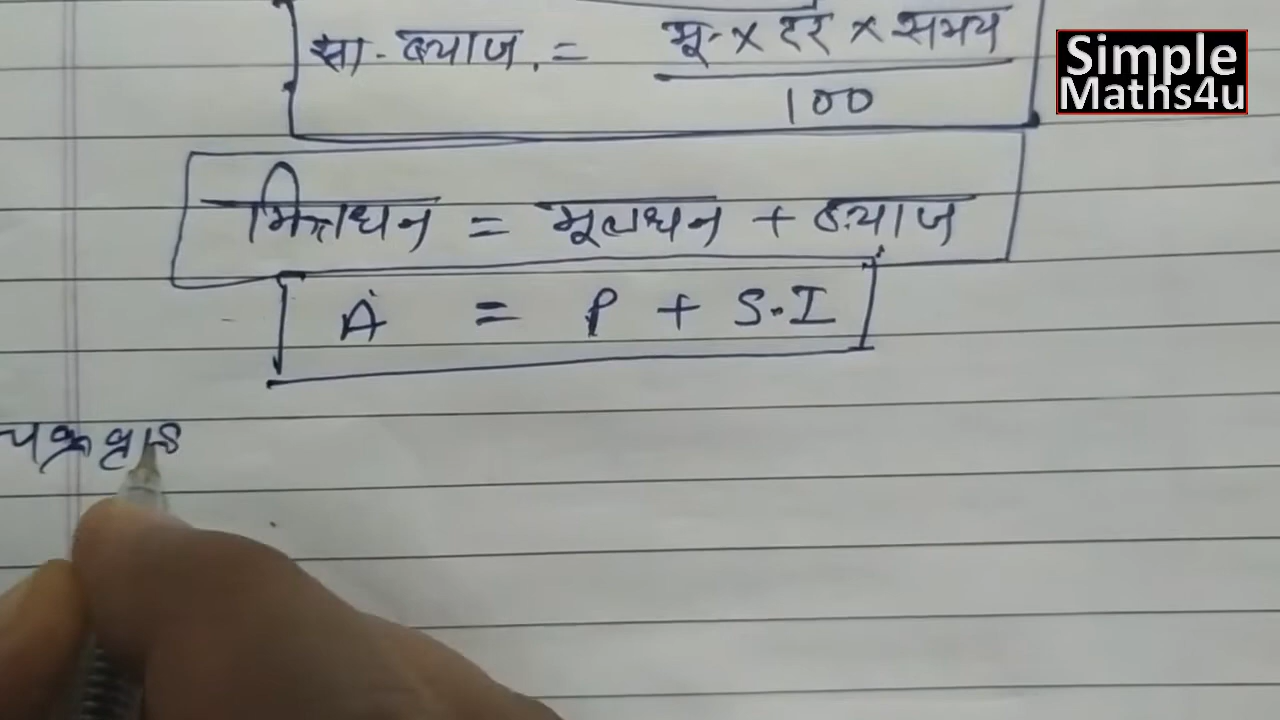 सा. ब्याज. = मू. × दर × समय
100
Simple
Maths4u
मिश्रधन = मूलधन + ब्याज
A = P + S.I
चक्रवृ